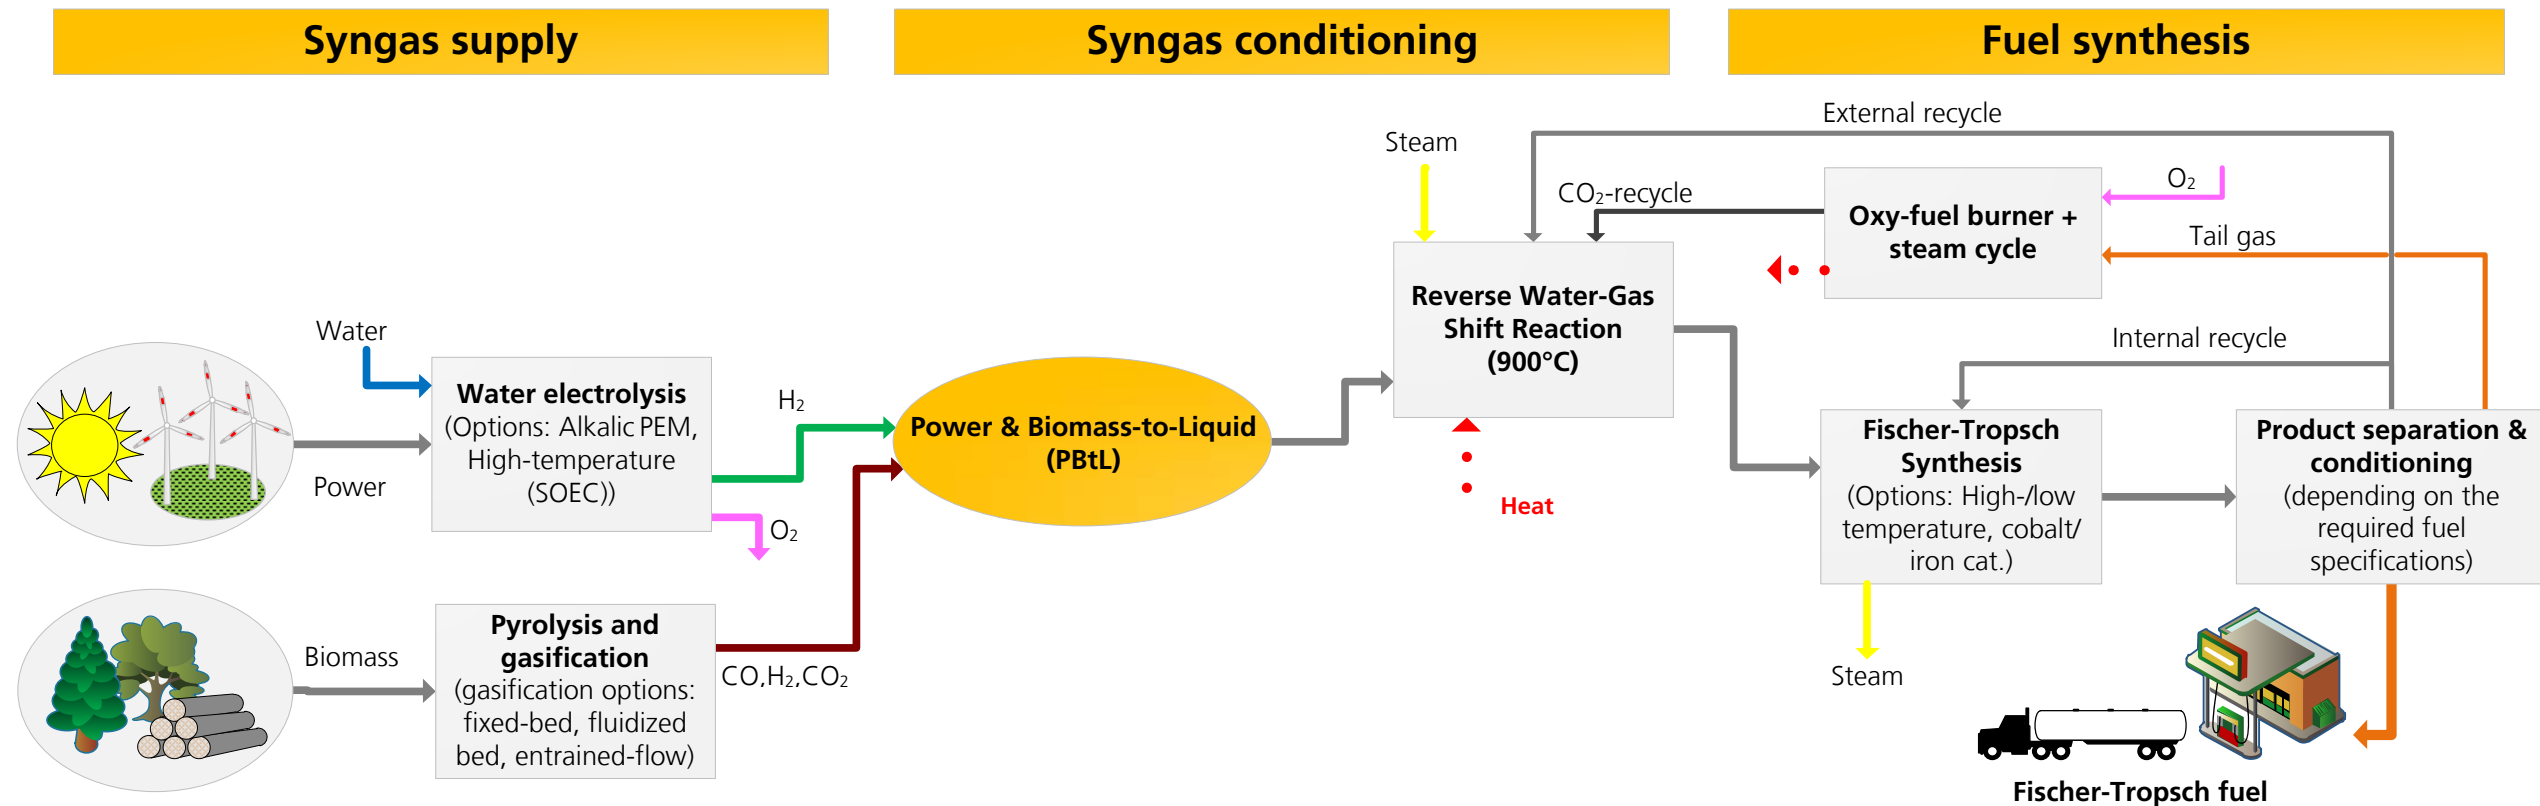 Syngas supply
Syngas conditioning
Fuel synthesis
External recycle
Steam
CO₂-recycle
O₂
Oxy-fuel burner +
steam cycle
Tail gas
Reverse Water-Gas
Shift Reaction
(900°C)
Water
Internal recycle
Water electrolysis
(Options: Alkalic PEM,
High-temperature
(SOEC))
Power
H₂
O₂
Power & Biomass-to-Liquid
(PBtL)
Heat
Fischer-Tropsch
Synthesis
(Options: High-/low
temperature, cobalt/
iron cat.)
Product separation &
conditioning
(depending on the
required fuel
specifications)
Biomass
Pyrolysis and
gasification
(gasification options:
fixed-bed, fluidized
bed, entrained-flow)
CO,H₂,CO₂
Steam
Fischer-Tropsch fuel